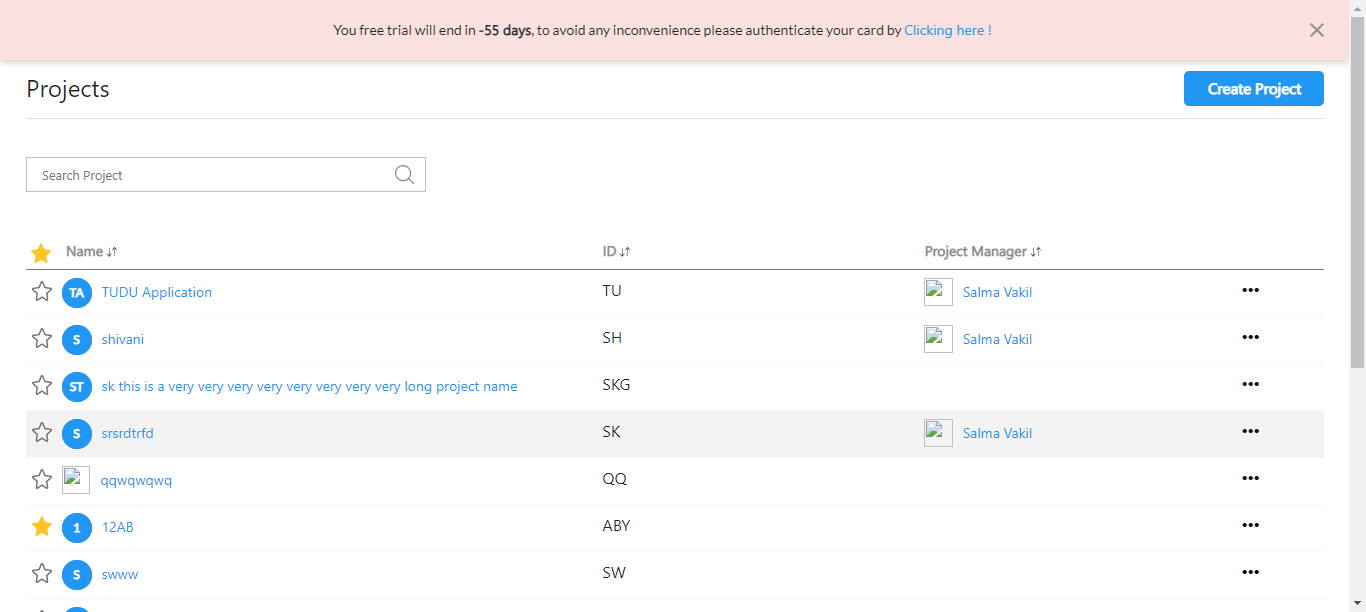 You free trial will end in -55 days, to avoid any inconvenience please authenticate your card by Clicking here !
Projects
Create Project
Search Project
Name ID Project Manager
TA TUDU Application TU Salma Vakil •••
S shivani SH Salma Vakil •••
ST sk this is a very very very very very very very very long project name SKG •••
S srsrdtrfd SK Salma Vakil •••
qqwqwqwq QQ •••
1 12AB ABY •••
S swww SW •••